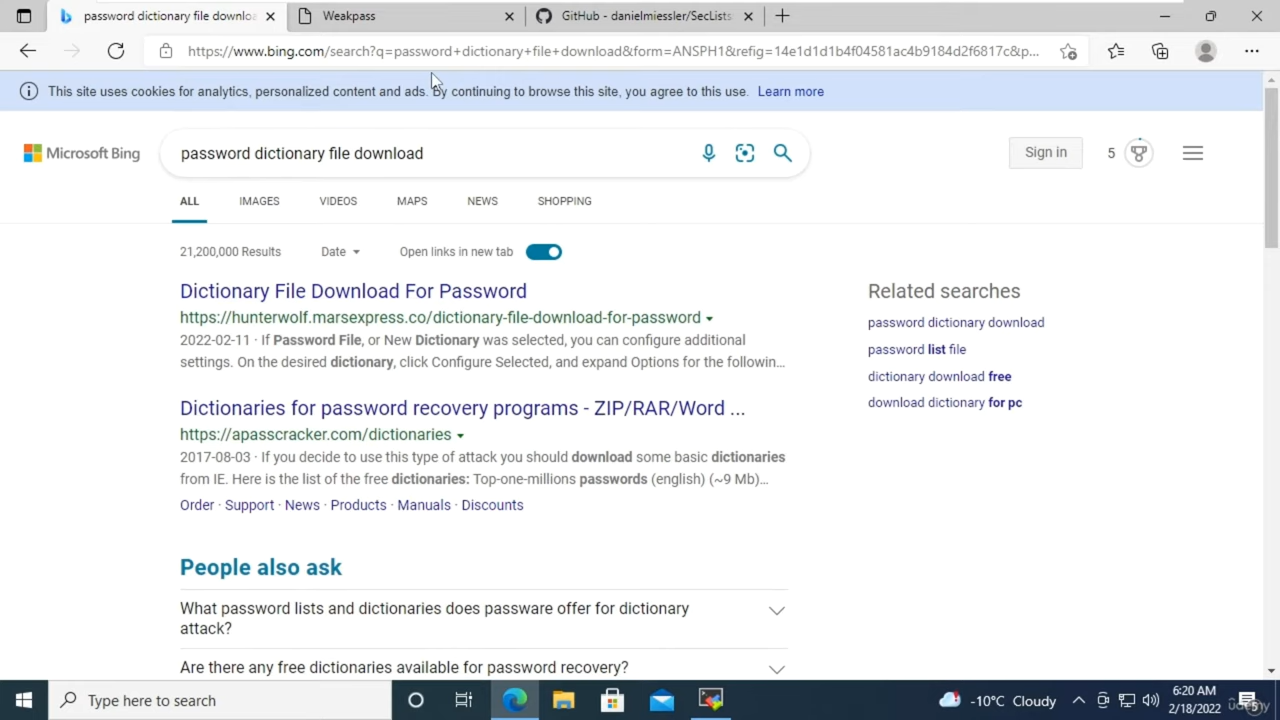 password dictionary file downlo
Weakpass
GitHub - danielmiessler/SecLists:
https://www.bing.com/search?q=password+dictionary+file+download&form=ANSPH1&refig=14e1d1d1b4f04581ac4b9184d2f6817c&p...
This site uses cookies for analytics, personalized content and ads. By continuing to browse this site, you agree to this use. Learn more
Microsoft Bing
password dictionary file download
Sign in
5
ALL IMAGES VIDEOS MAPS NEWS SHOPPING
21,200,000 Results Date Open links in new tab
Dictionary File Download For Password
https://hunterwolf.marsexpress.co/dictionary-file-download-for-password
2022-02-11 · If Password File, or New Dictionary was selected, you can configure additional
settings. On the desired dictionary, click Configure Selected, and expand Options for the followin...
Dictionaries for password recovery programs - ZIP/RAR/Word ...
https://apasscracker.com/dictionaries
2017-08-03 · If you decide to use this type of attack you should download some basic dictionaries
from IE. Here is the list of the free dictionaries: Top-one-millions passwords (english) (~9 Mb)...
Order · Support · News · Products · Manuals · Discounts
People also ask
What password lists and dictionaries does passware offer for dictionary
attack?
Are there any free dictionaries available for password recovery?
Related searches
password dictionary download
password list file
dictionary download free
download dictionary for pc
Type here to search
-10°C Cloudy
6:20 AM
2/18/2022
5
udemy